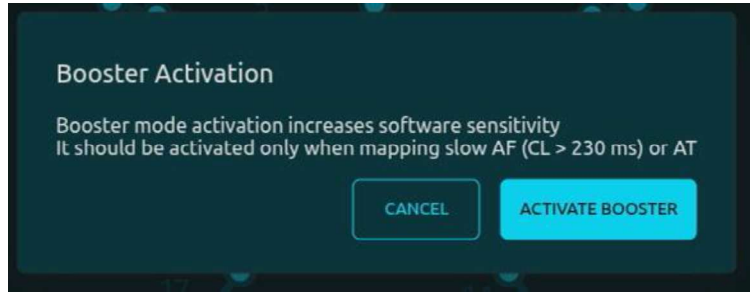 Booster Activation
Booster mode activation increases software sensitivity
It should be activated only when mapping slow AF (CL > 230 ms) or AT
CANCEL
ACTIVATE BOOSTER
17